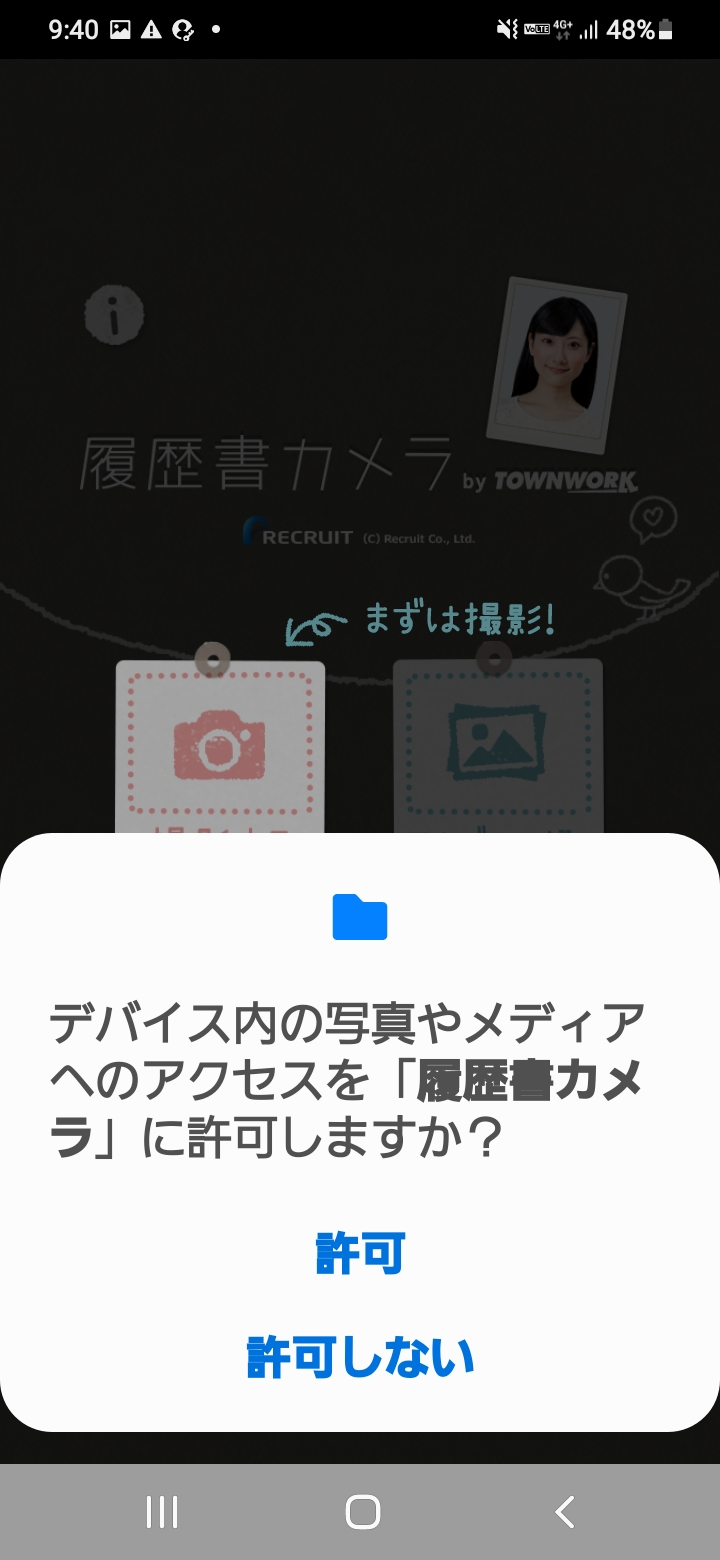 9:40 VoLTE 4G+ 48%
履歴書カメラ by TOWNWORK
RECRUIT (C) Recruit Co., Ltd.
まずは撮影!
デバイス内の写真やメディア
へのアクセスを「履歴書カメ
ラ」に許可しますか？
許可
許可しない